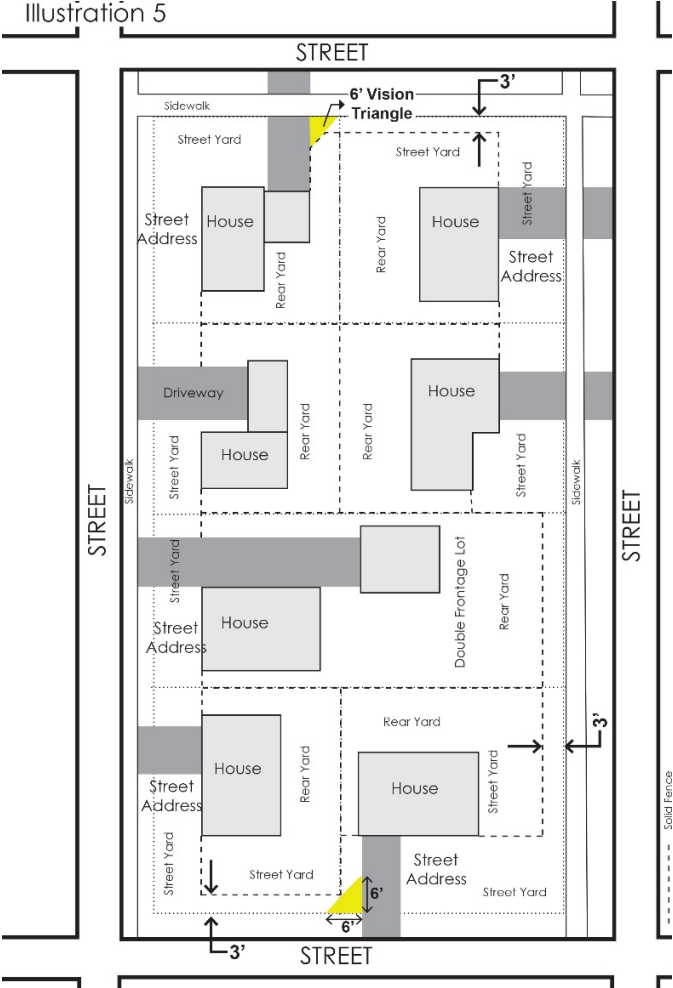 Illustration 5
STREET
3’
6’ Vision
Triangle
Sidewalk
Street Yard
Street Yard
Street Yard
House
House
Street
Address
Rear Yard
Rear Yard
Street
Address
Driveway
House
House
Rear Yard
Rear Yard
Street Yard
Street Yard
Sidewalk
Sidewalk
STREET
STREET
Street Yard
Double Frontage Lot
Rear Yard
House
Street
Address
Rear Yard
3’
House
Rear Yard
Street Yard
House
Street
Address
Street Yard
Street Yard
Street
Address
Street Yard
6’
6’
3’
STREET
Solid Fence